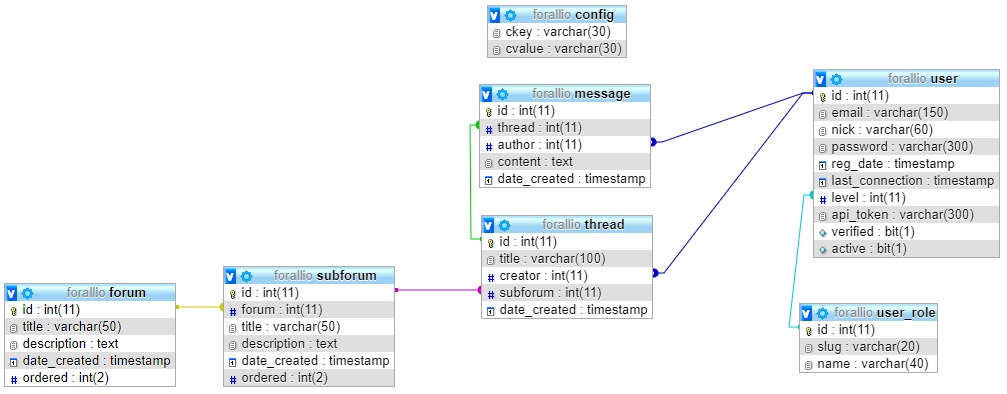 forallio config
ckey : varchar(30)
cvalue : varchar(30)
forallio message
id : int(11)
thread : int(11)
author : int(11)
content : text
date_created : timestamp
forallio user
id : int(11)
email : varchar(150)
nick : varchar(60)
password : varchar(300)
reg_date : timestamp
last_connection : timestamp
level : int(11)
api_token : varchar(300)
verified : bit(1)
active : bit(1)
forallio thread
id : int(11)
title : varchar(100)
creator : int(11)
subforum : int(11)
date_created : timestamp
forallio subforum
id : int(11)
forum : int(11)
title : varchar(50)
description : text
date_created : timestamp
ordered : int(2)
forallio forum
id : int(11)
title : varchar(50)
description : text
date_created : timestamp
ordered : int(2)
forallio user_role
id : int(11)
slug : varchar(20)
name : varchar(40)